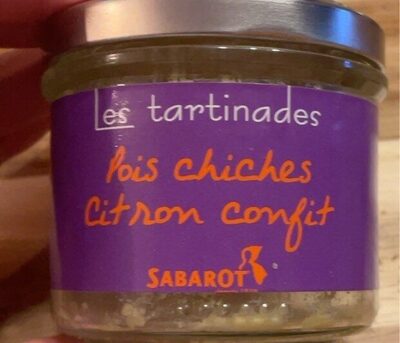 Les tartinades
Pois chiches
Citron confit
SABAROT